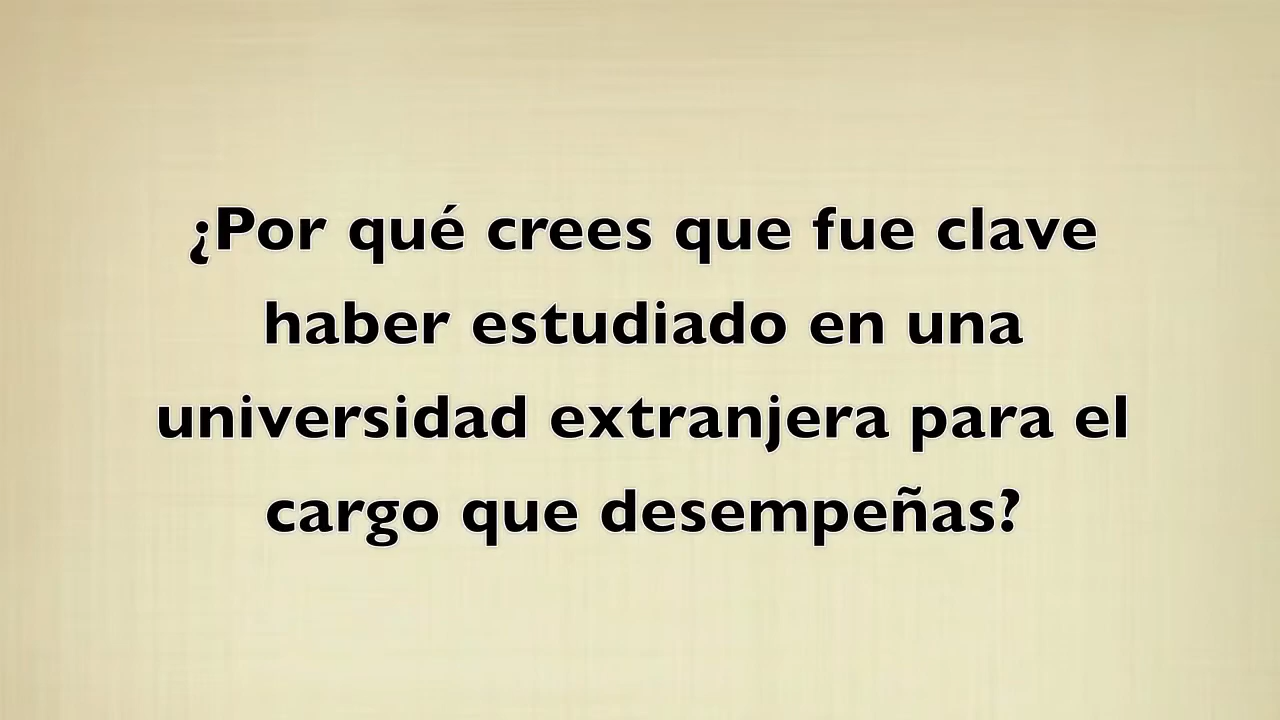 ¿Por qué crees que fue clave
haber estudiado en una
universidad extranjera para el
cargo que desempeñas?